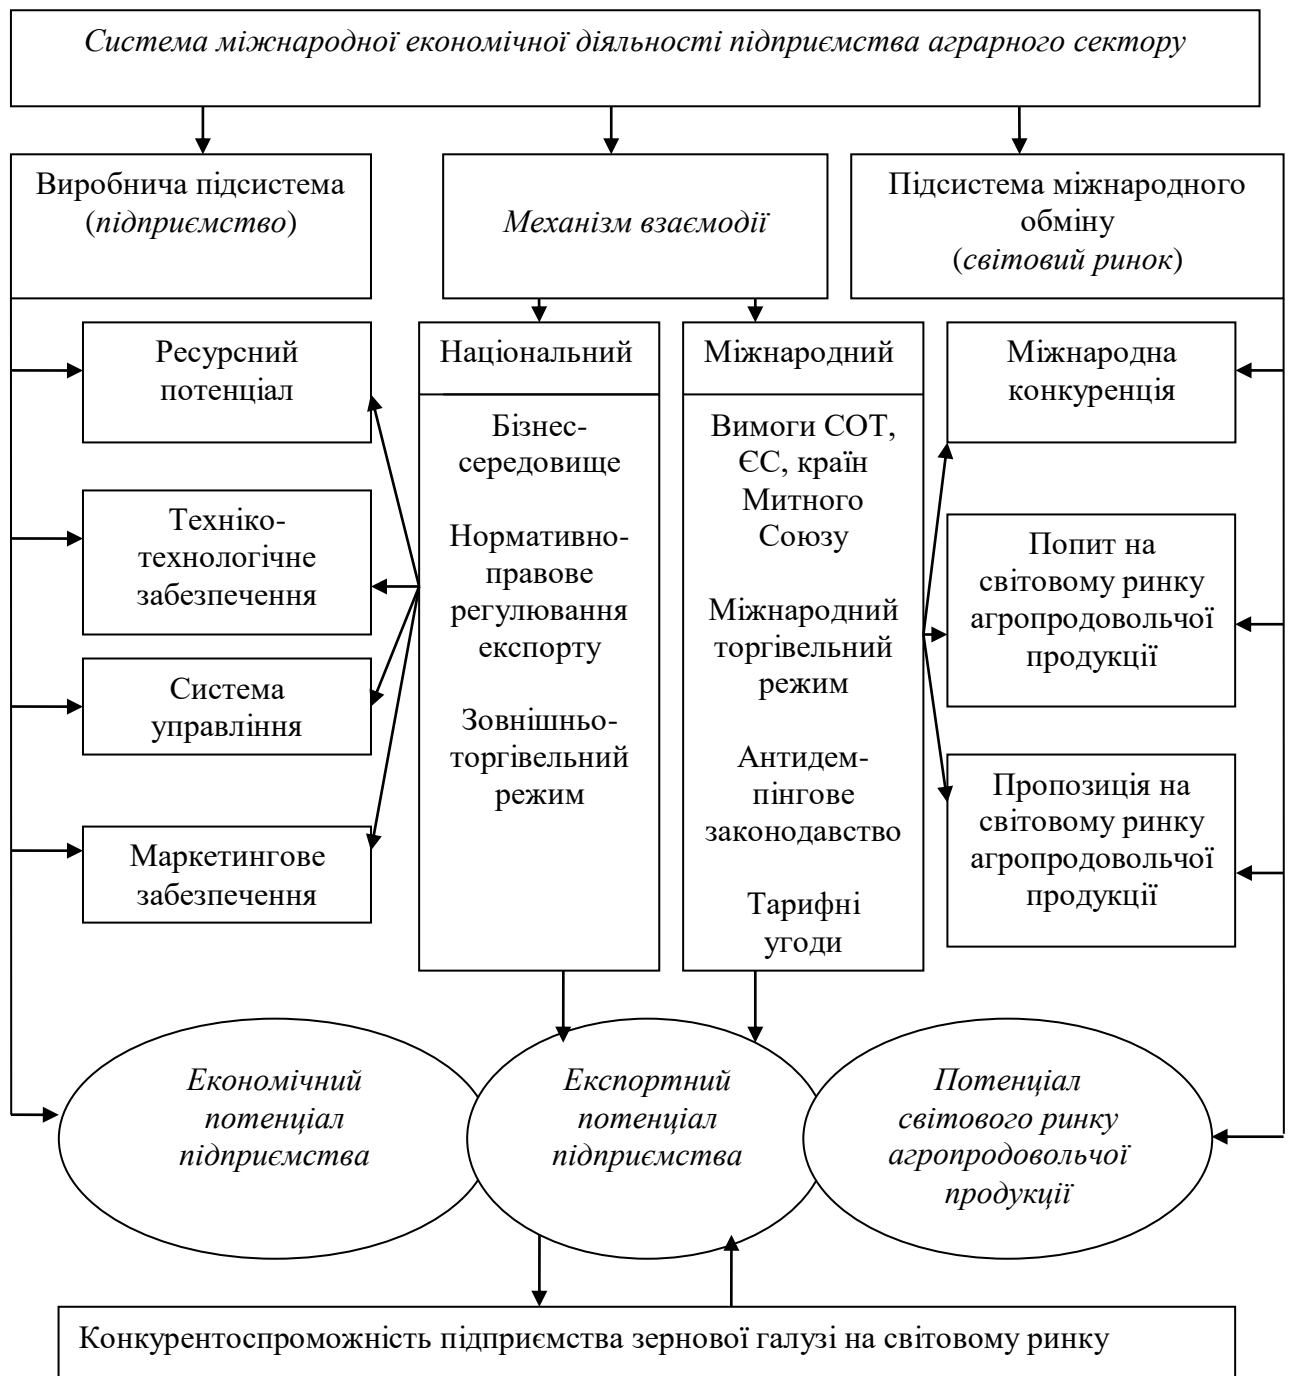 Система міжнародної економічної діяльності підприємства аграрного сектору
Виробнича підсистема
(підприємство)
Механізм взаємодії
Підсистема міжнародного
обміну
(світовий ринок)
Ресурсний
потенціал
Техніко-
технологічне
забезпечення
Система
управління
Маркетингове
забезпечення
Національний
Бізнес-
середовище
Нормативно-
правове
регулювання
експорту
Зовнішньо-
торгівельний
режим
Міжнародний
Вимоги СОТ,
ЄС, країн
Митного
Союзу
Міжнародний
торгівельний
режим
Антидем-
пінгове
законодавство
Тарифні
угоди
Міжнародна
конкуренція
Попит на
світовому ринку
агропродовольчої
продукції
Пропозиція на
світовому ринку
агропродовольчої
продукції
Економічний
потенціал
підприємства
Експортний
потенціал
підприємства
Потенціал
світового ринку
агропродовольчої
продукції
Конкурентоспроможність підприємства зернової галузі на світовому ринку